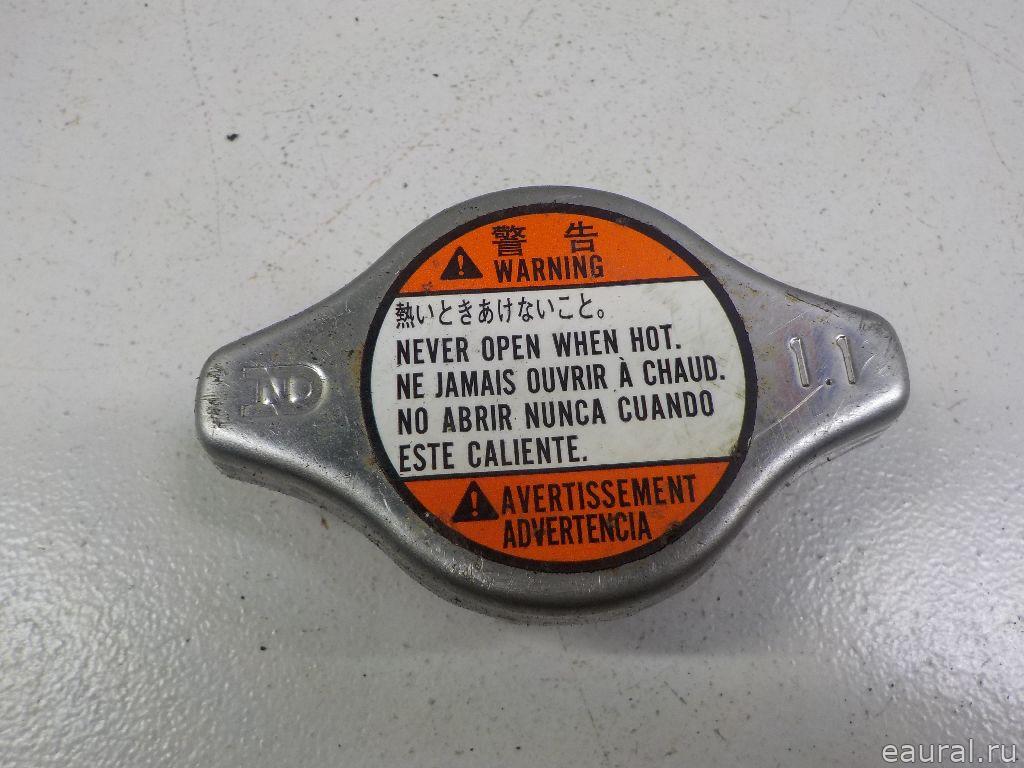 警告
WARNING
熱いときあけないこと。
NEVER OPEN WHEN HOT.
NE JAMAIS OUVRIR À CHAUD.
NO ABRIR NUNCA CUANDO
ESTE CALIENTE.
AVERTISSEMENT
ADVERTENCIA
ND
1.1
eaural.ru